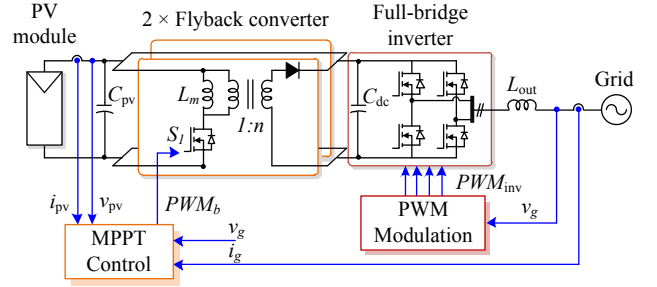 PV
module
2 × Flyback converter
Full-bridge
inverter
Grid
C_pv
L_m
S_1
1:n
C_dc
L_out
i_pv
v_pv
PWM_b
PWM_inv
MPPT
Control
v_g
i_g
PWM
Modulation
v_g